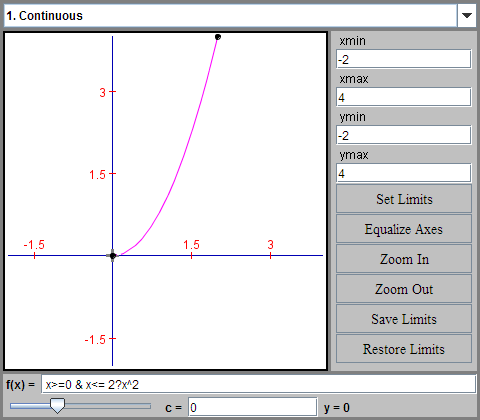 1. Continuous
xmin
-2
xmax
4
ymin
-2
ymax
4
Set Limits
Equalize Axes
Zoom In
Zoom Out
Save Limits
Restore Limits
3
1.5
-1.5 1.5 3
-1.5
f(x) = x>=0 & x<= 2?x^2
c = 0 y = 0